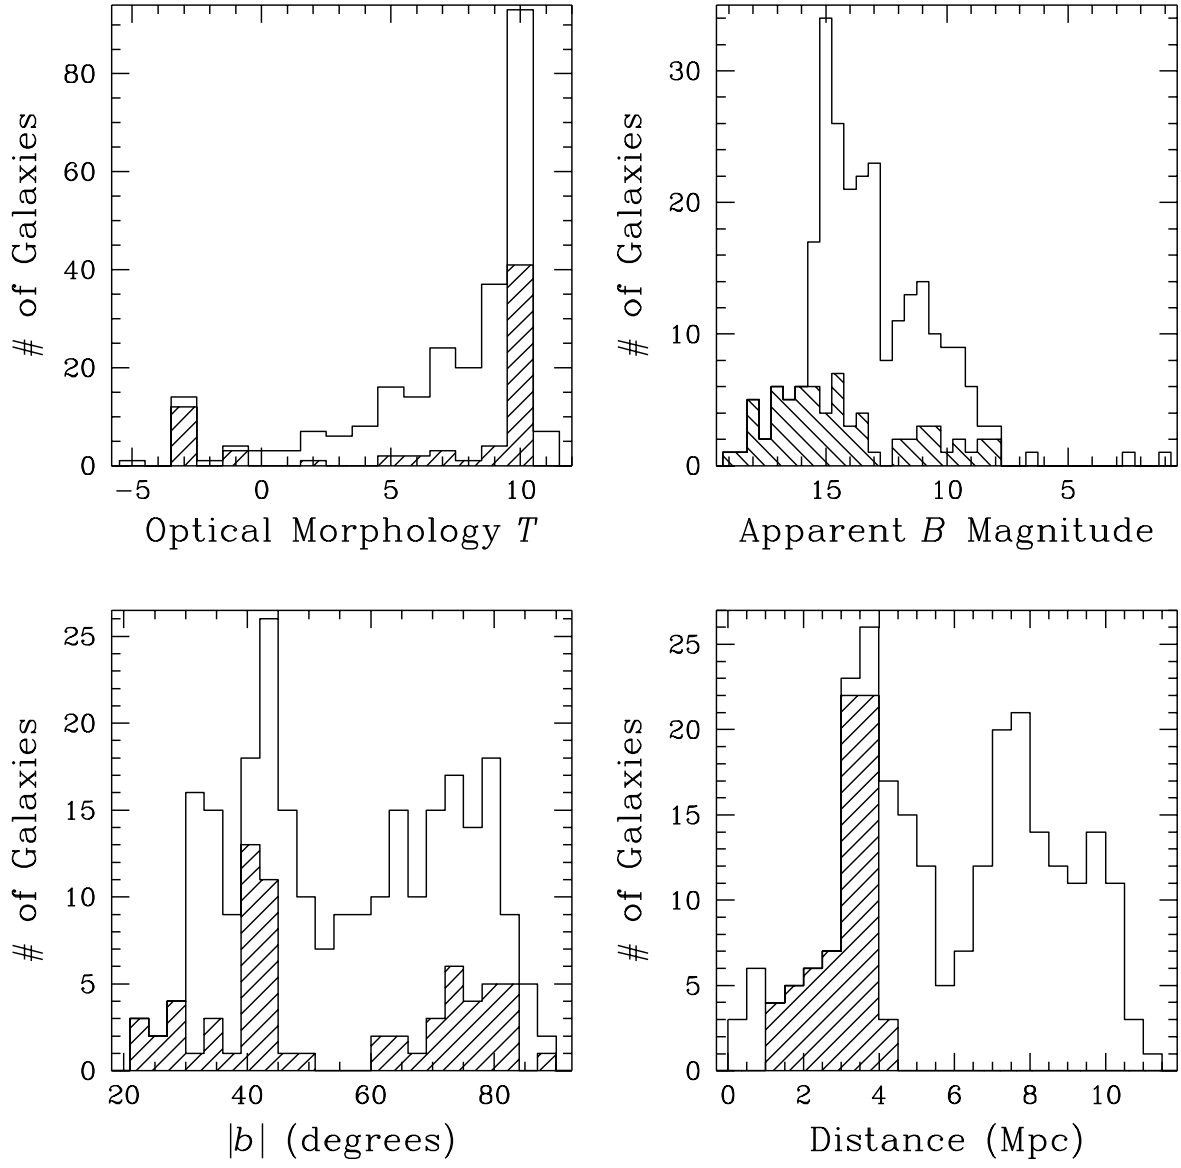 # of Galaxies
80
60
40
20
0
−5 0 5 10
Optical Morphology T
# of Galaxies
30
20
10
0
15 10 5
Apparent B Magnitude
# of Galaxies
25
20
15
10
5
0
20 40 60 80
|b| (degrees)
# of Galaxies
25
20
15
10
5
0
0 2 4 6 8 10
Distance (Mpc)